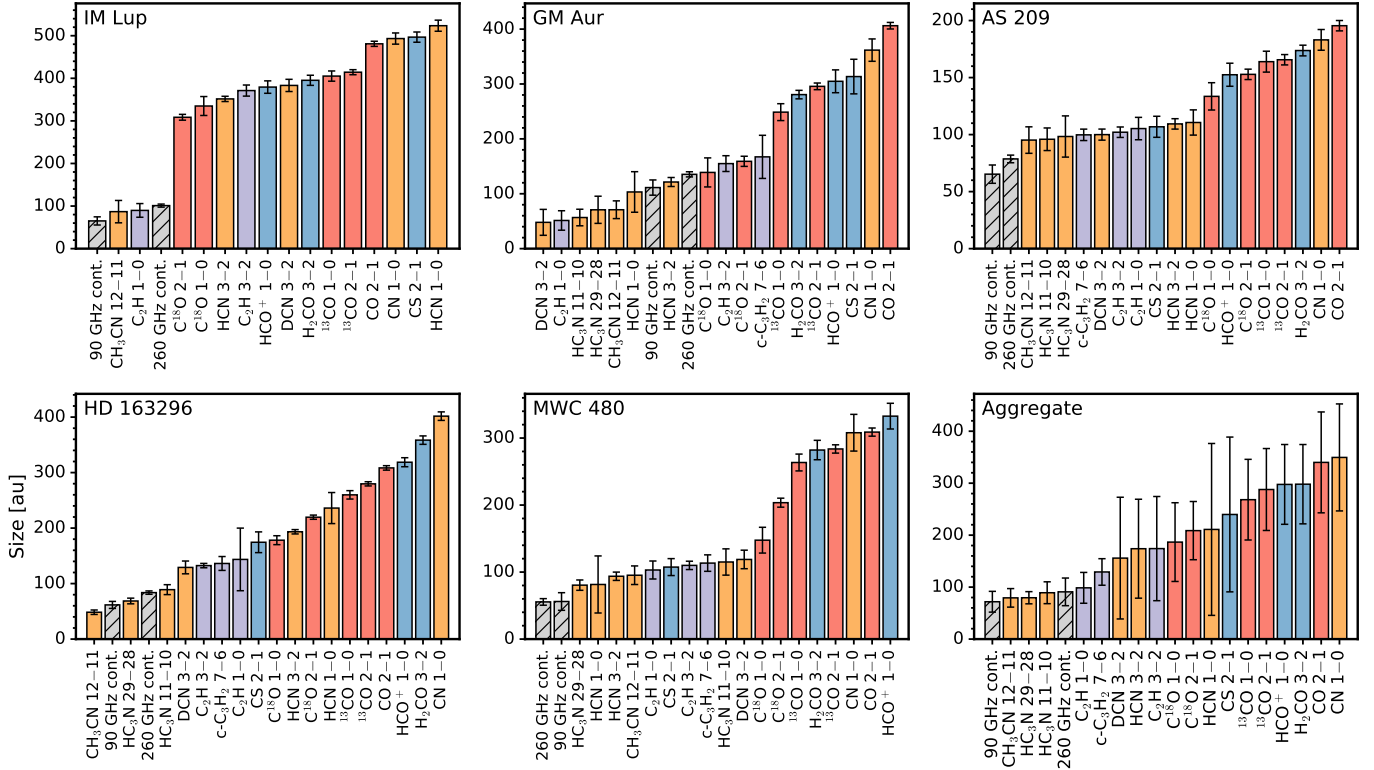 IM Lup
500
400
300
200
100
0
90 GHz cont.
CH₃CN 12−11
C₂H 1−0
260 GHz cont.
C¹⁸O 2−1
C¹⁸O 1−0
HCN 3−2
C₂H 3−2
HCO⁺ 1−0
DCN 3−2
H₂CO 3−2
¹³CO 1−0
¹³CO 2−1
CO 2−1
CN 1−0
CS 2−1
HCN 1−0
GM Aur
400
300
200
100
0
DCN 3−2
C₂H 1−0
HC₃N 11−10
HC₃N 29−28
CH₃CN 12−11
HCN 1−0
90 GHz cont.
HCN 3−2
260 GHz cont.
C¹⁸O 1−0
C₂H 3−2
C¹⁸O 2−1
c-C₃H₂ 7−6
¹³CO 1−0
H₂CO 3−2
¹³CO 2−1
HCO⁺ 1−0
CS 2−1
CN 1−0
CO 2−1
AS 209
200
150
100
50
0
90 GHz cont.
260 GHz cont.
CH₃CN 12−11
HC₃N 11−10
HC₃N 29−28
c-C₃H₂ 7−6
DCN 3−2
C₂H 3−2
C₂H 1−0
CS 2−1
HCN 3−2
HCN 1−0
C¹⁸O 1−0
HCO⁺ 1−0
C¹⁸O 2−1
¹³CO 1−0
¹³CO 2−1
H₂CO 3−2
CN 1−0
CO 2−1
HD 163296
Size [au]
400
300
200
100
0
CH₃CN 12−11
90 GHz cont.
HC₃N 29−28
260 GHz cont.
HC₃N 11−10
DCN 3−2
C₂H 3−2
c-C₃H₂ 7−6
C₂H 1−0
CS 2−1
C¹⁸O 1−0
HCN 3−2
C¹⁸O 2−1
HCN 1−0
¹³CO 1−0
¹³CO 2−1
CO 2−1
HCO⁺ 1−0
H₂CO 3−2
CN 1−0
MWC 480
300
200
100
0
260 GHz cont.
90 GHz cont.
HC₃N 29−28
HCN 1−0
HCN 3−2
CH₃CN 12−11
C₂H 1−0
CS 2−1
C₂H 3−2
c-C₃H₂ 7−6
HC₃N 11−10
DCN 3−2
C¹⁸O 1−0
C¹⁸O 2−1
¹³CO 1−0
H₂CO 3−2
¹³CO 2−1
CN 1−0
CO 2−1
HCO⁺ 1−0
Aggregate
400
300
200
100
0
90 GHz cont.
CH₃CN 12−11
HC₃N 29−28
HC₃N 11−10
260 GHz cont.
C₂H 1−0
c-C₃H₂ 7−6
DCN 3−2
HCN 3−2
C₂H 3−2
C¹⁸O 1−0
C¹⁸O 2−1
HCN 1−0
CS 2−1
¹³CO 1−0
¹³CO 2−1
HCO⁺ 1−0
H₂CO 3−2
CO 2−1
CN 1−0